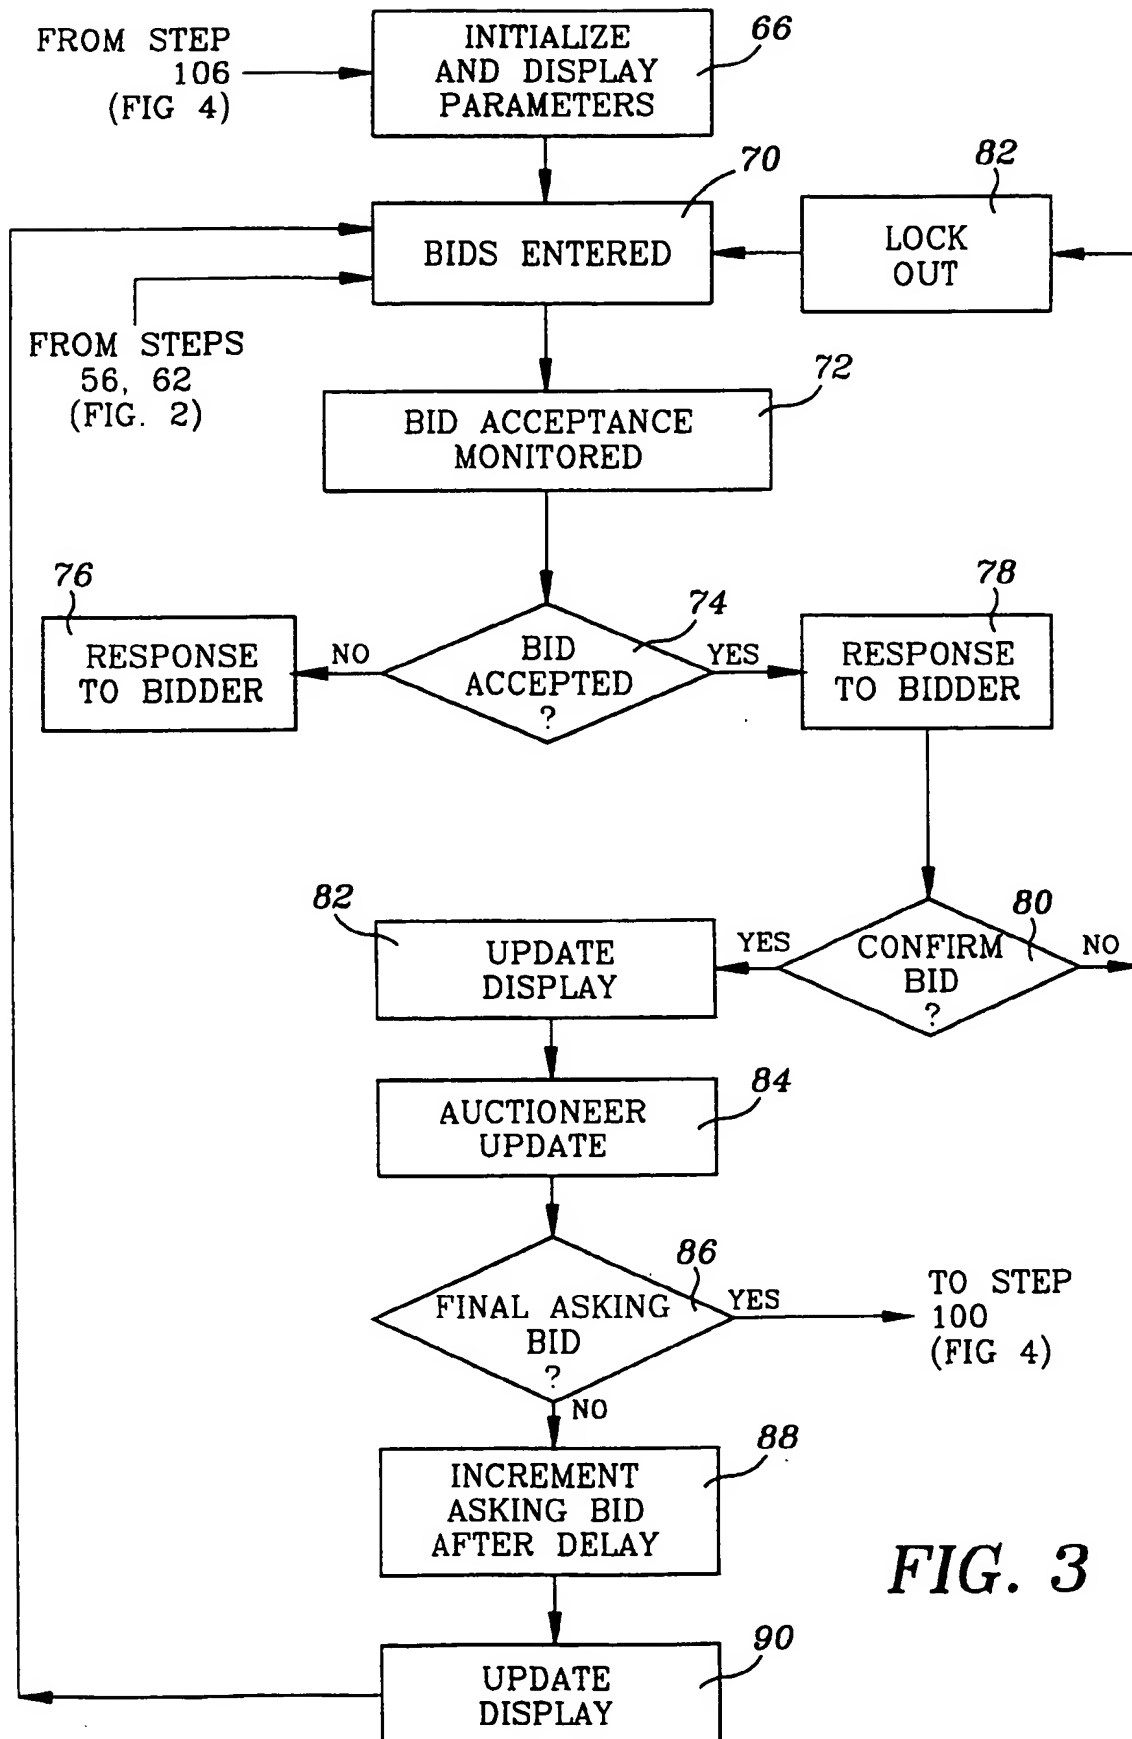 FROM STEP
106
(FIG 4)
INITIALIZE
AND DISPLAY
PARAMETERS
66
70
BIDS ENTERED
82
LOCK
OUT
FROM STEPS
56, 62
(FIG. 2)
72
BID ACCEPTANCE
MONITORED
76
RESPONSE
TO BIDDER
NO
74
BID
ACCEPTED
?
YES
78
RESPONSE
TO BIDDER
82
UPDATE
DISPLAY
YES
80
CONFIRM
BID
?
NO
84
AUCTIONEER
UPDATE
86
FINAL ASKING
BID
?
YES
TO STEP
100
(FIG 4)
NO
88
INCREMENT
ASKING BID
AFTER DELAY
FIG. 3
90
UPDATE
DISPLAY